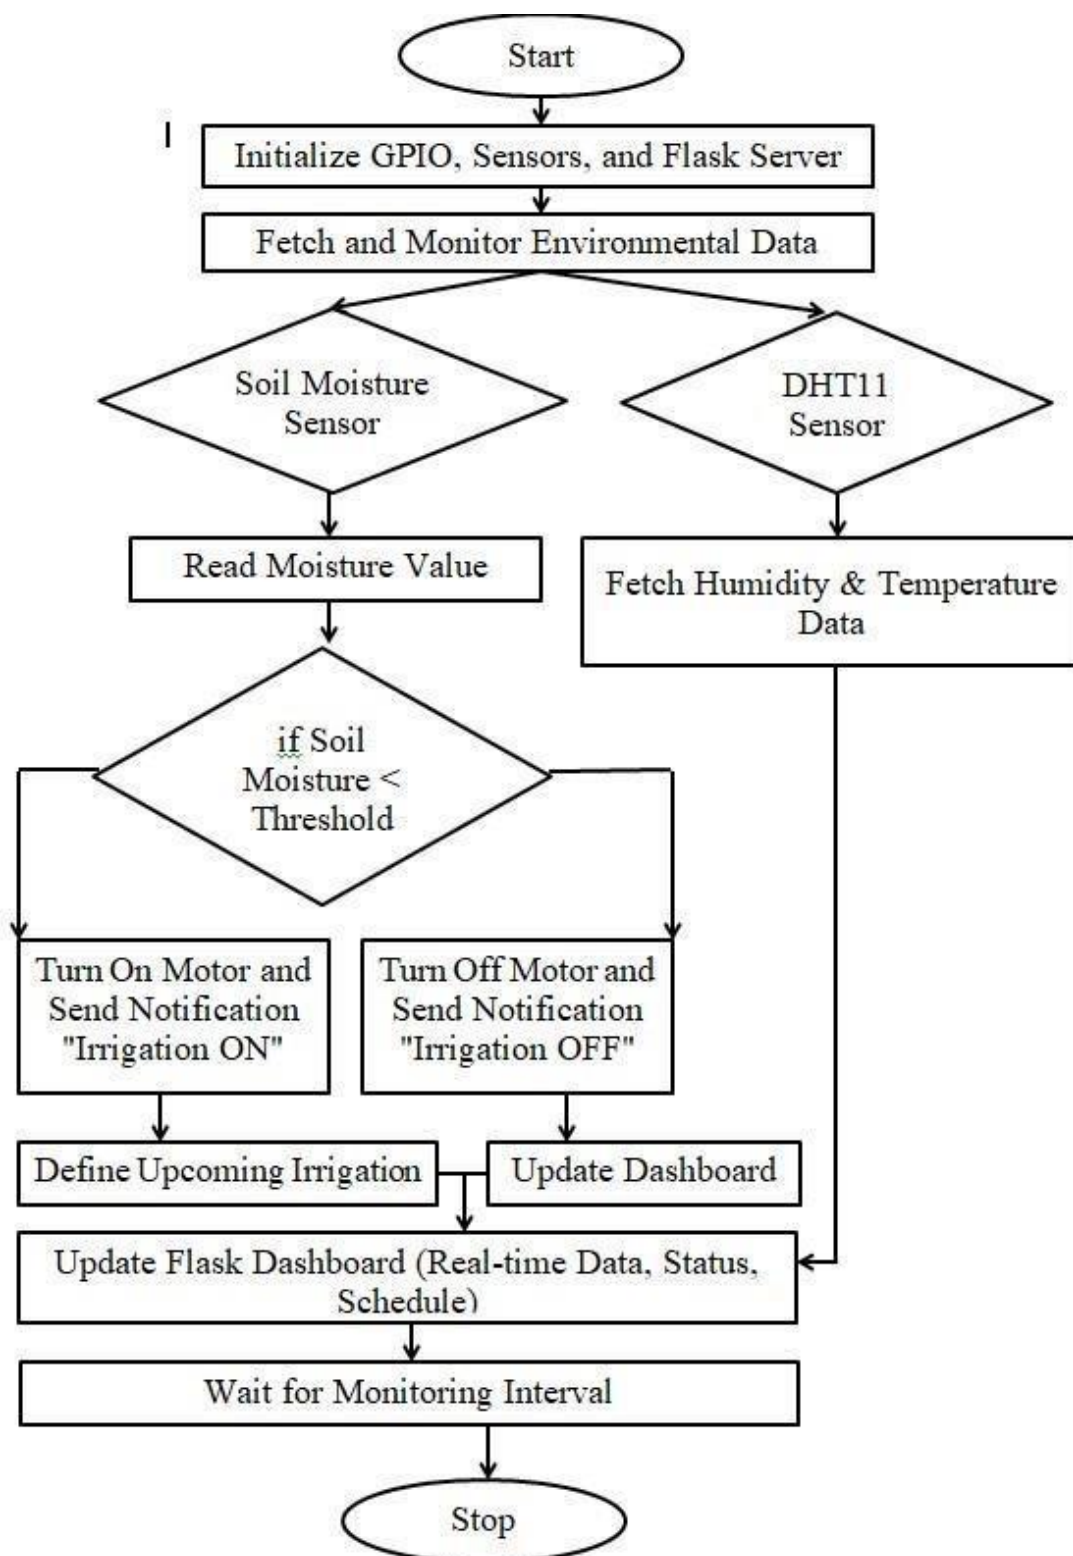 Start
Initialize GPIO, Sensors, and Flask Server
Fetch and Monitor Environmental Data
Soil Moisture
Sensor
DHT11
Sensor
Read Moisture Value
Fetch Humidity & Temperature
Data
if Soil
Moisture <
Threshold
Turn On Motor and
Send Notification
"Irrigation ON"
Turn Off Motor and
Send Notification
"Irrigation OFF"
Define Upcoming Irrigation
Update Dashboard
Update Flask Dashboard (Real-time Data, Status,
Schedule)
Wait for Monitoring Interval
Stop